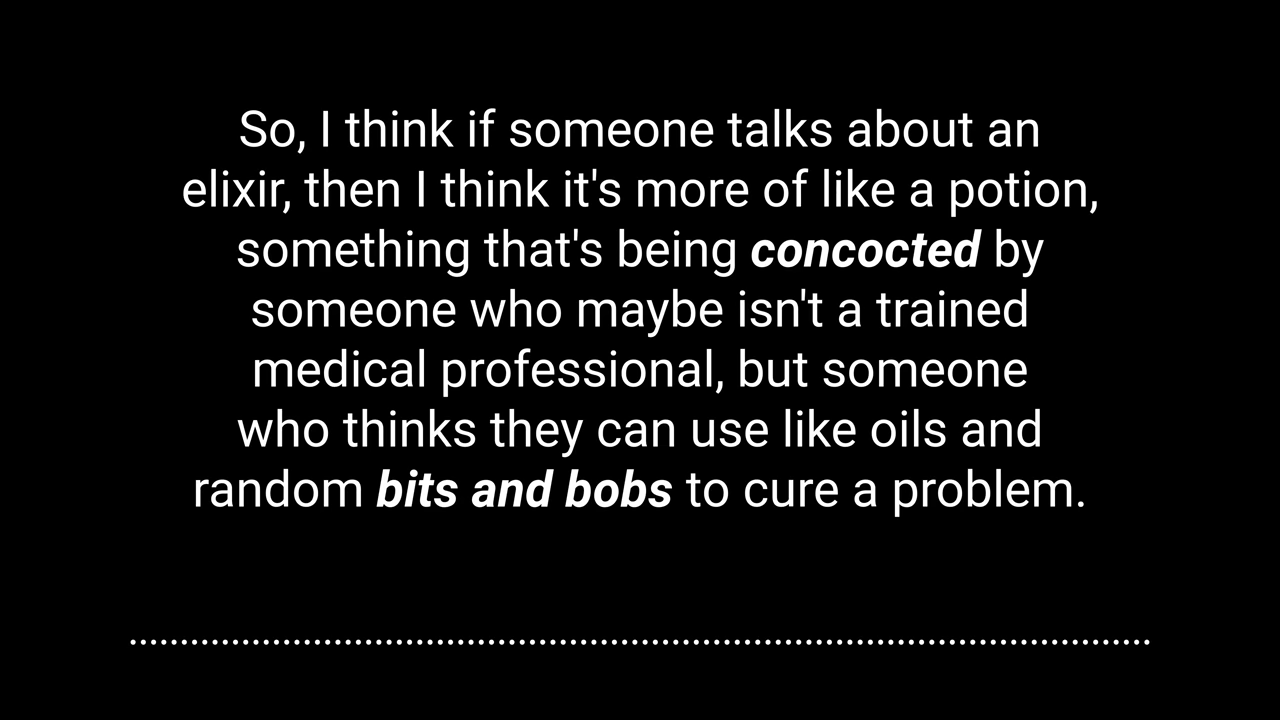 So, I think if someone talks about an
elixir, then I think it's more of like a potion,
something that's being concocted by
someone who maybe isn't a trained
medical professional, but someone
who thinks they can use like oils and
random bits and bobs to cure a problem.